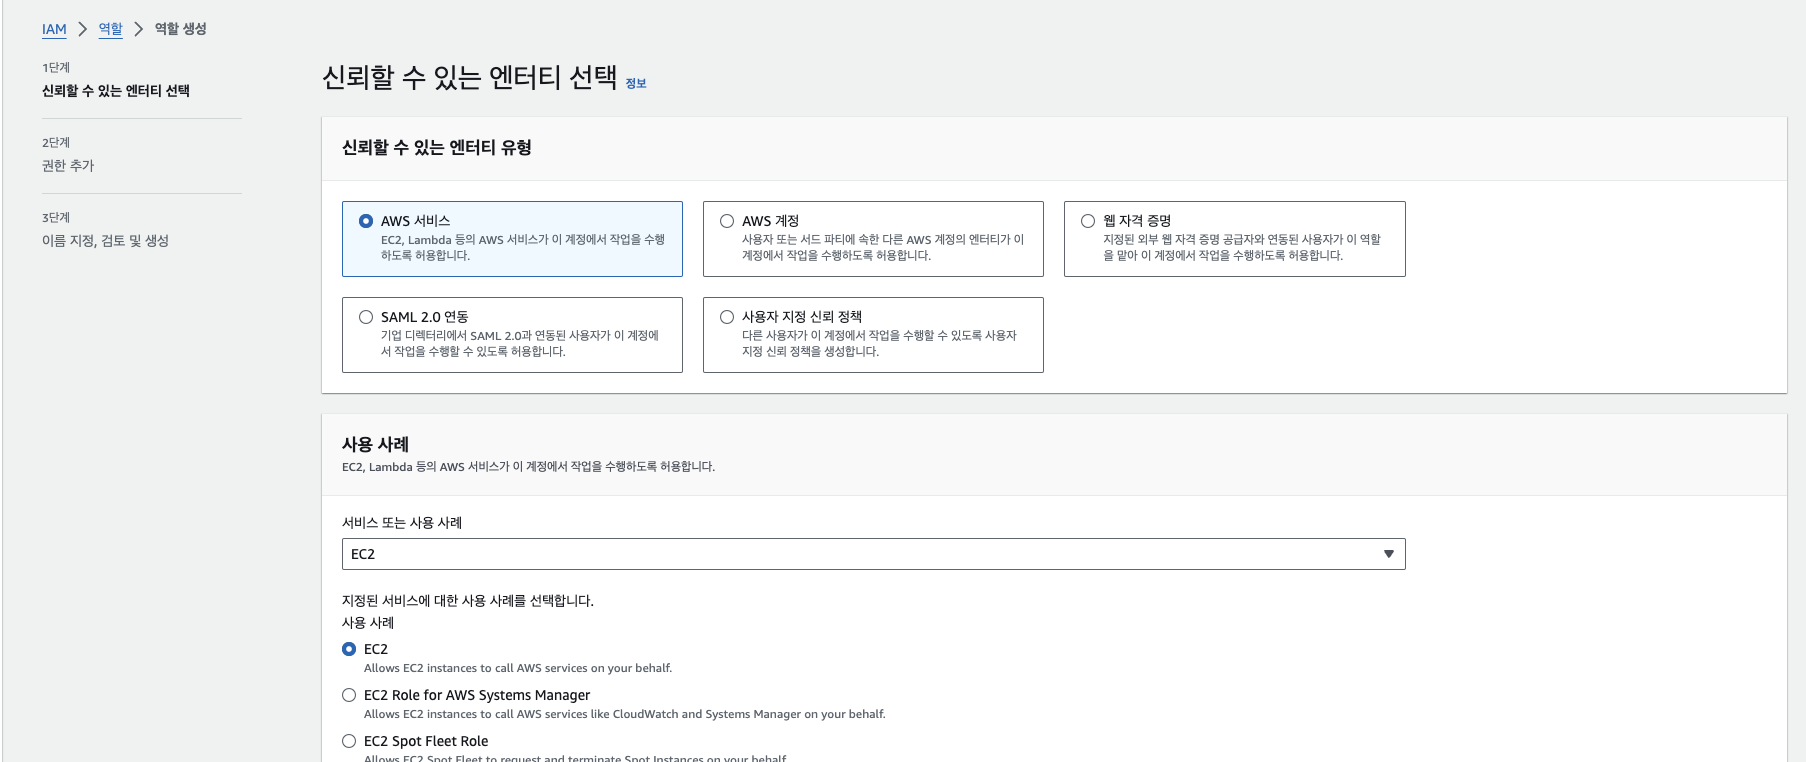 IAM > 역할 > 역할 생성
1단계
신뢰할 수 있는 엔터티 선택
2단계
권한 추가
3단계
이름 지정, 검토 및 생성
신뢰할 수 있는 엔터티 선택 정보
신뢰할 수 있는 엔터티 유형
AWS 서비스
EC2, Lambda 등의 AWS 서비스가 이 계정에서 작업을 수행
하도록 허용합니다.
AWS 계정
사용자 또는 서드 파티에 속한 다른 AWS 계정의 엔터티가 이
계정에서 작업을 수행하도록 허용합니다.
웹 자격 증명
지정된 외부 웹 자격 증명 공급자와 연동된 사용자가 이 역할
을 맡아 이 계정에서 작업을 수행하도록 허용합니다.
SAML 2.0 연동
기업 디렉터리에서 SAML 2.0과 연동된 사용자가 이 계정에
서 작업을 수행할 수 있도록 허용합니다.
사용자 지정 신뢰 정책
다른 사용자가 이 계정에서 작업을 수행할 수 있도록 사용자
지정 신뢰 정책을 생성합니다.
사용 사례
EC2, Lambda 등의 AWS 서비스가 이 계정에서 작업을 수행하도록 허용합니다.
서비스 또는 사용 사례
EC2
지정된 서비스에 대한 사용 사례를 선택합니다.
사용 사례
EC2
Allows EC2 instances to call AWS services on your behalf.
EC2 Role for AWS Systems Manager
Allows EC2 instances to call AWS services like CloudWatch and Systems Manager on your behalf.
EC2 Spot Fleet Role
Allows EC2 Spot Fleet to request and terminate Spot Instances on your behalf.